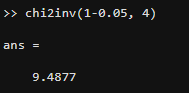 >> chi2inv(1-0.05, 4)
ans =
9.4877